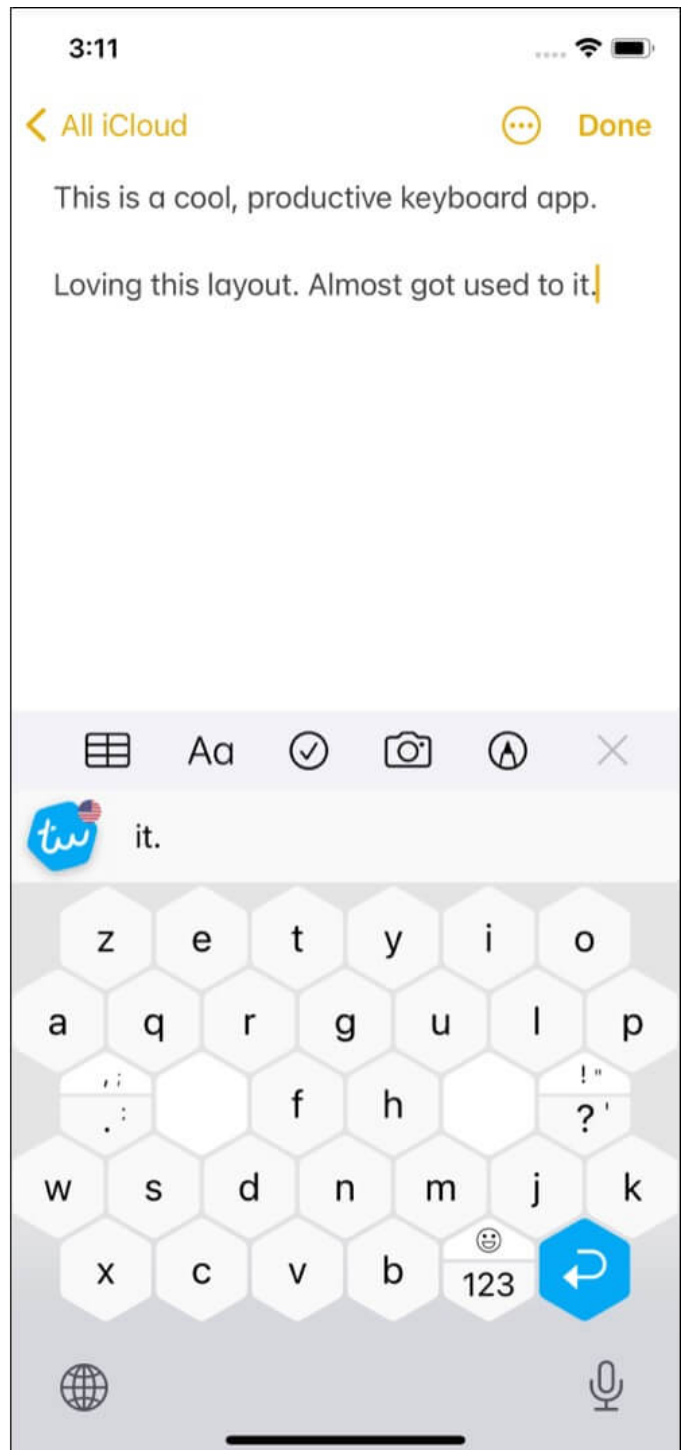 3:11
All iCloud Done
This is a cool, productive keyboard app.
Loving this layout. Almost got used to it.
Aa
tw it.
z e t y i o
a q r g u l p
, ; ! "
. : f h ? '
w s d n m j k
x c v b 123